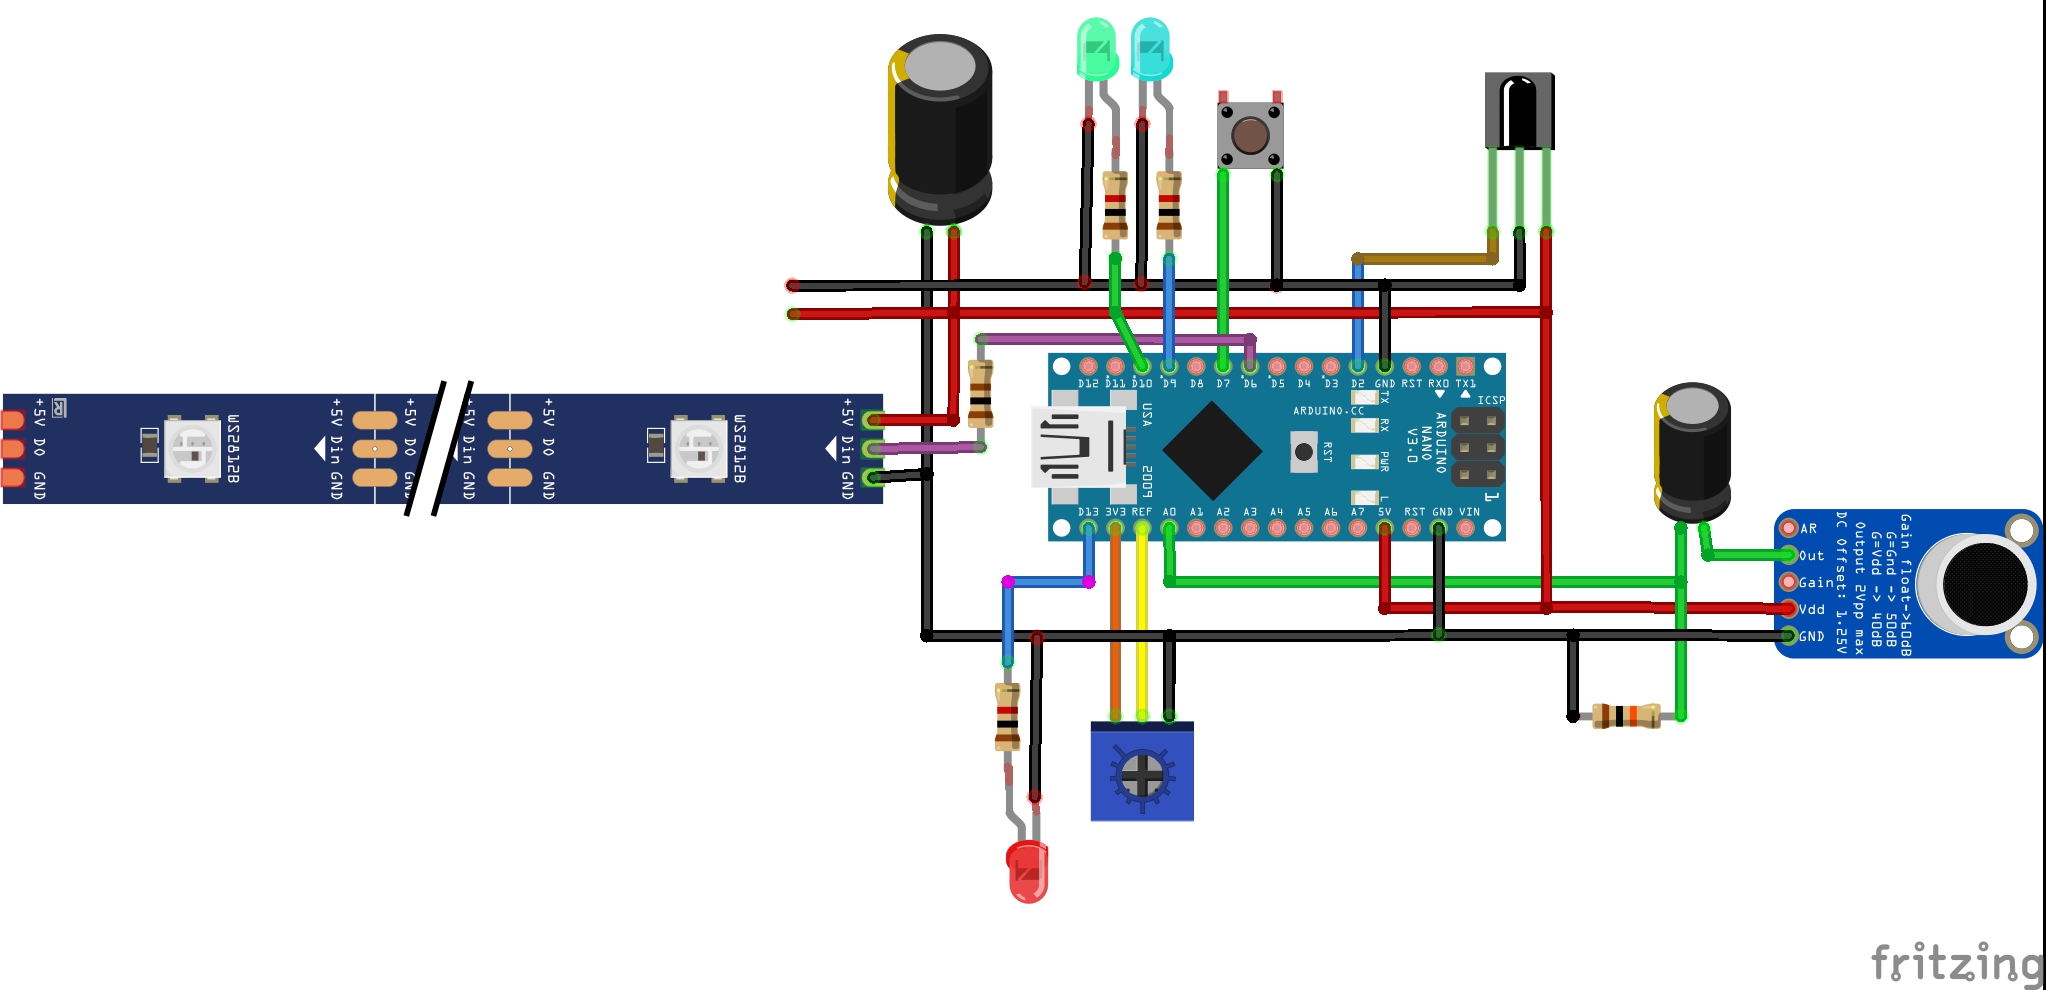 +5V
DO
GND
R
WS2812B
+5V
Din
GND
+5V
DO
GND
+5V
Din
GND
+5V
DO
GND
WS2812B
+5V
Din
GND
D12
D11
D10
D9
D8
D7
D6
D5
D4
D3
D2
GND
RST
RX0
TX1
USA
2009
ARDUINO.CC
RST
TX
RX
PWR
L
ARDUINO
NANO
V3.0
ICSP
1
D13
3V3
REF
A0
A1
A2
A3
A4
A5
A6
A7
5V
RST
GND
VIN
AR
Out
Gain
Vdd
GND
Gain float->60dB
G=Gnd -> 50dB
G=Vdd -> 40dB
Output 2Vpp max
DC Offset: 1.25V
fritzing